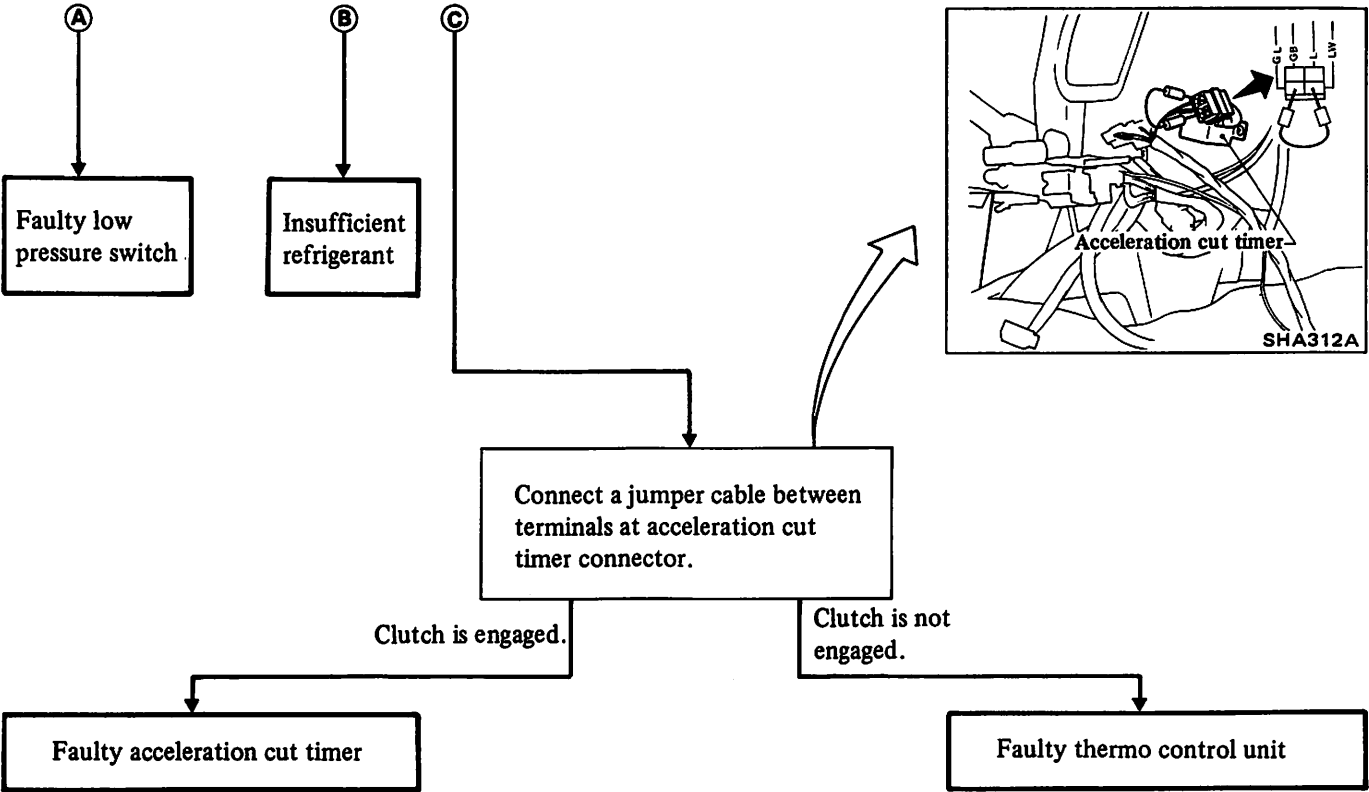 A
B
C
GL
GB
L
LW
Acceleration cut timer
SHA312A
Faulty low
pressure switch
Insufficient
refrigerant
Connect a jumper cable between
terminals at acceleration cut
timer connector.
Clutch is engaged.
Clutch is not
engaged.
Faulty acceleration cut timer
Faulty thermo control unit